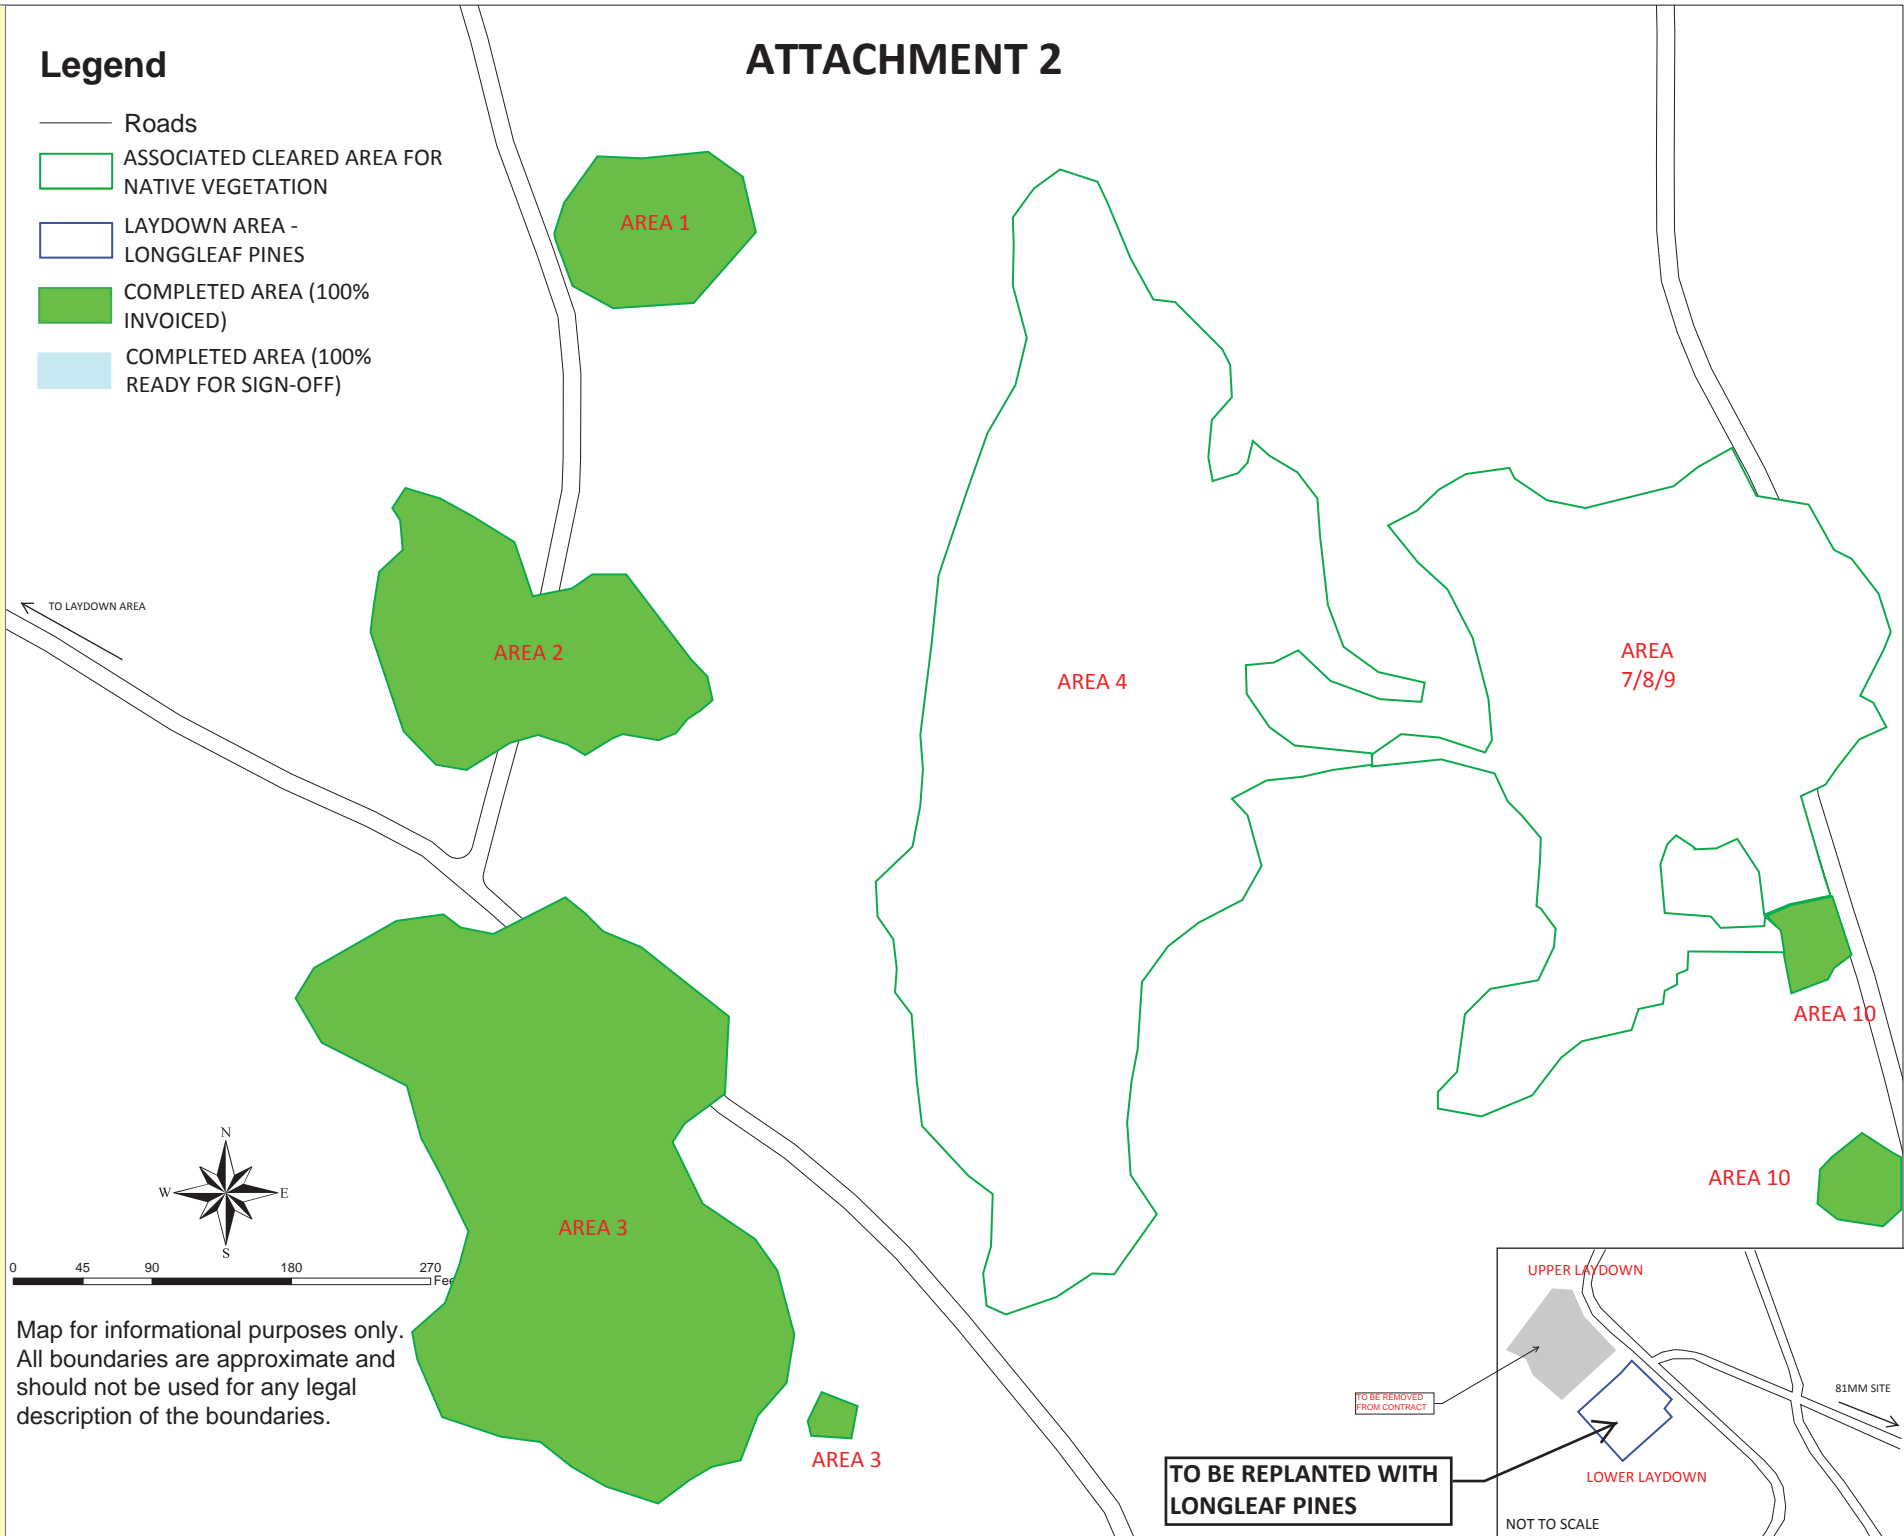 ATTACHMENT 2
Legend
Roads
ASSOCIATED CLEARED AREA FOR
NATIVE VEGETATION
LAYDOWN AREA -
LONGGLEAF PINES
COMPLETED AREA (100%
INVOICED)
COMPLETED AREA (100%
READY FOR SIGN-OFF)
AREA 1
TO LAYDOWN AREA
AREA 2
AREA 4
AREA
7/8/9
AREA 10
AREA 10
AREA 3
AREA 3
N
W
E
S
0
45
90
180
270
Fee
Map for informational purposes only.
All boundaries are approximate and
should not be used for any legal
description of the boundaries.
UPPER LAYDOWN
TO BE REMOVED
FROM CONTRACT
81MM SITE
TO BE REPLANTED WITH
LONGLEAF PINES
LOWER LAYDOWN
NOT TO SCALE